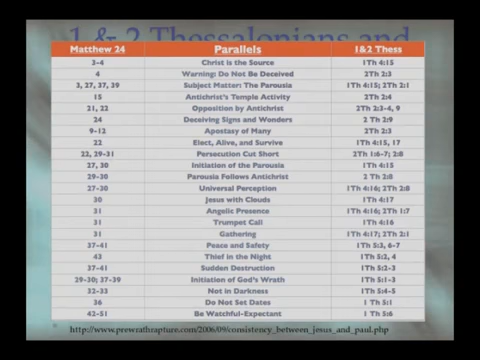 1 & 2 Thessalonians and
Matthew 24 Parallels 1&2 Thess
3-4 Christ is the Source 1Th 4:15
4 Warning: Do Not Be Deceived 2Th 2:3
3, 27, 37, 39 Subject Matter: The Parousia 1Th 4:15; 2Th 2:1
15 Antichrist's Temple Activity 2Th 2:4
21, 22 Opposition by Antichrist 2Th 2:3-4, 9
24 Deceiving Signs and Wonders 2 Th 2:9
9-12 Apostasy of Many 2Th 2:3
22 Elect, Alive, and Survive 1Th 4:15, 17
22, 29-31 Persecution Cut Short 2Th 1:6-7; 2:8
27, 30 Initiation of the Parousia 1Th 4:15
29-30 Parousia Follows Antichrist 2 Th 2:8
27-30 Universal Perception 1Th 4:16; 2Th 2:8
30 Jesus with Clouds 1Th 4:17
31 Angelic Presence 1Th 4:16; 2Th 1:7
31 Trumpet Call 1Th 4:16
31 Gathering 1Th 4:17; 2Th 2:1
37-41 Peace and Safety 1Th 5:3, 6-7
43 Thief in the Night 1Th 5:2, 4
37-41 Sudden Destruction 1Th 5:2-3
29-30; 37-39 Initiation of God's Wrath 1Th 5:1-3
32-33 Not in Darkness 1Th 5:4-5
36 Do Not Set Dates 1 Th 5:1
42-51 Be Watchful-Expectant 1 Th 5:6
http://www.prewrathrapture.com/2006/09/consistency_between_jesus_and_paul.php